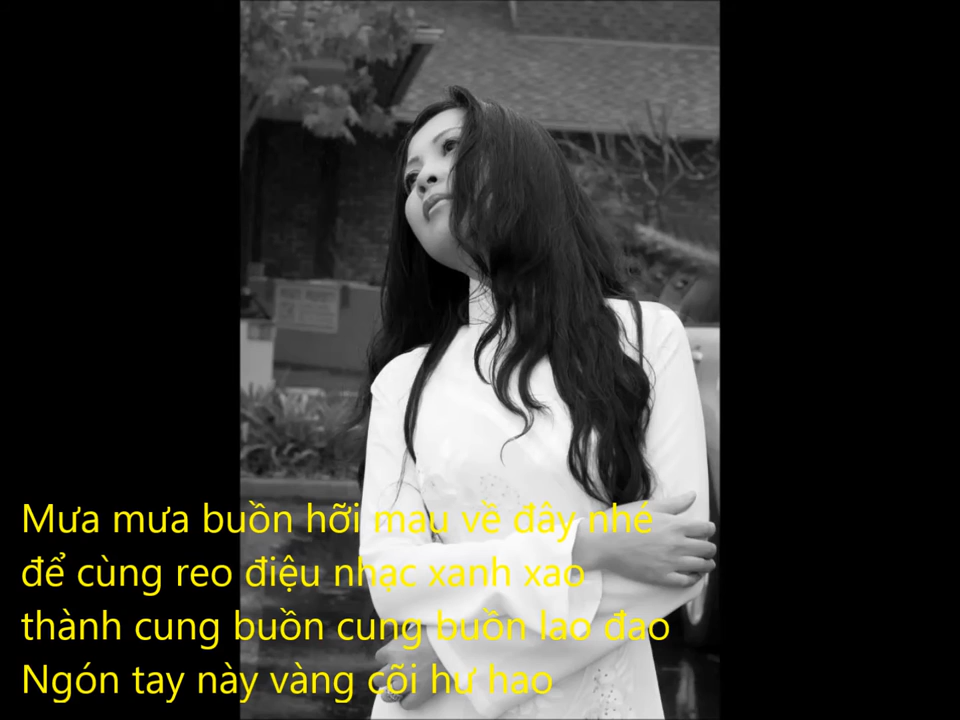 Mưa mưa buồn hỡi mau về đây nhé
để cùng reo điệu nhạc xanh xao
thành cung buồn cung buồn lao đao
Ngón tay này vàng cõi hư hao